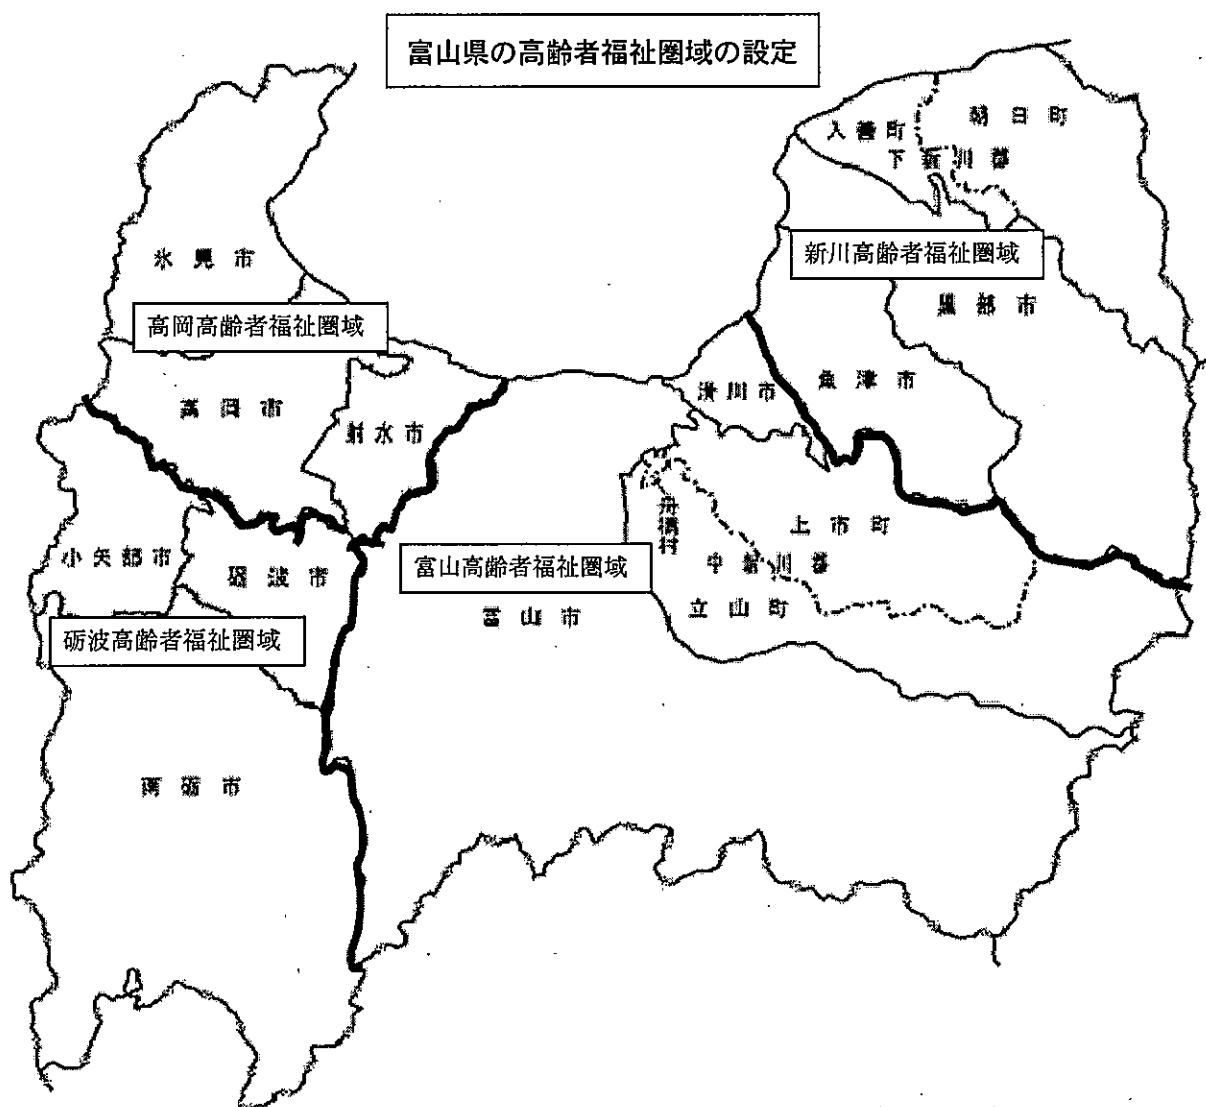 富山県の高齢者福祉圏域の設定
朝日町
入善町
下新川郡
新川高齢者福祉圏域
氷見市
黒部市
高岡高齢者福祉圏域
魚津市
滑川市
高岡市
射水市
上市町
舟橋村
小矢部市
砺波市
富山高齢者福祉圏域
中新川郡
立山町
富山市
砺波高齢者福祉圏域
南砺市